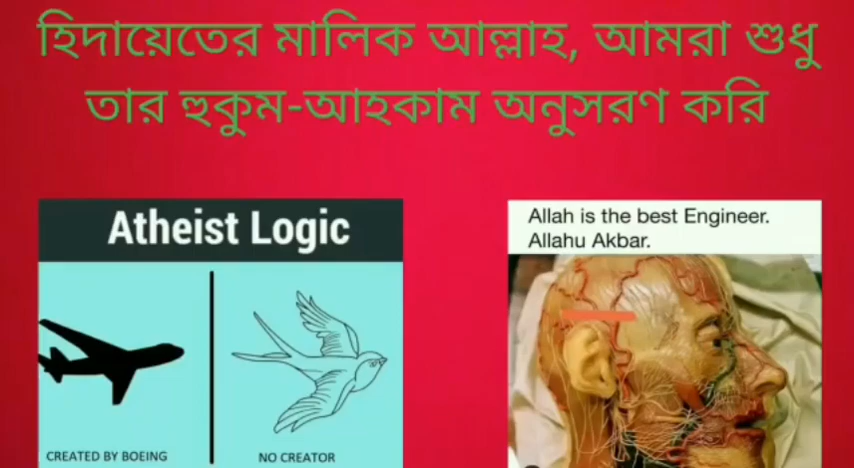 হিদায়েতের মালিক আল্লাহ, আমরা শুধু
তার হুকুম-আহকাম অনুসরণ করি
Atheist Logic
CREATED BY BOEING
NO CREATOR
Allah is the best Engineer.
Allahu Akbar.